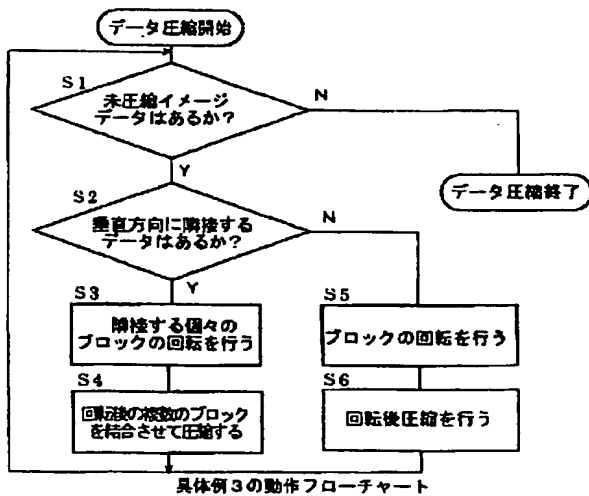 データ圧縮開始
S1
未圧縮イメージ
データはあるか？
N
Y
データ圧縮終了
S2
垂直方向に隣接する
データはあるか？
N
Y
S3
隣接する個々の
ブロックの回転を行う
S5
ブロックの回転を行う
S4
回転後の複数のブロック
を結合させて圧縮する
S6
回転後圧縮を行う
具体例3の動作フローチャート